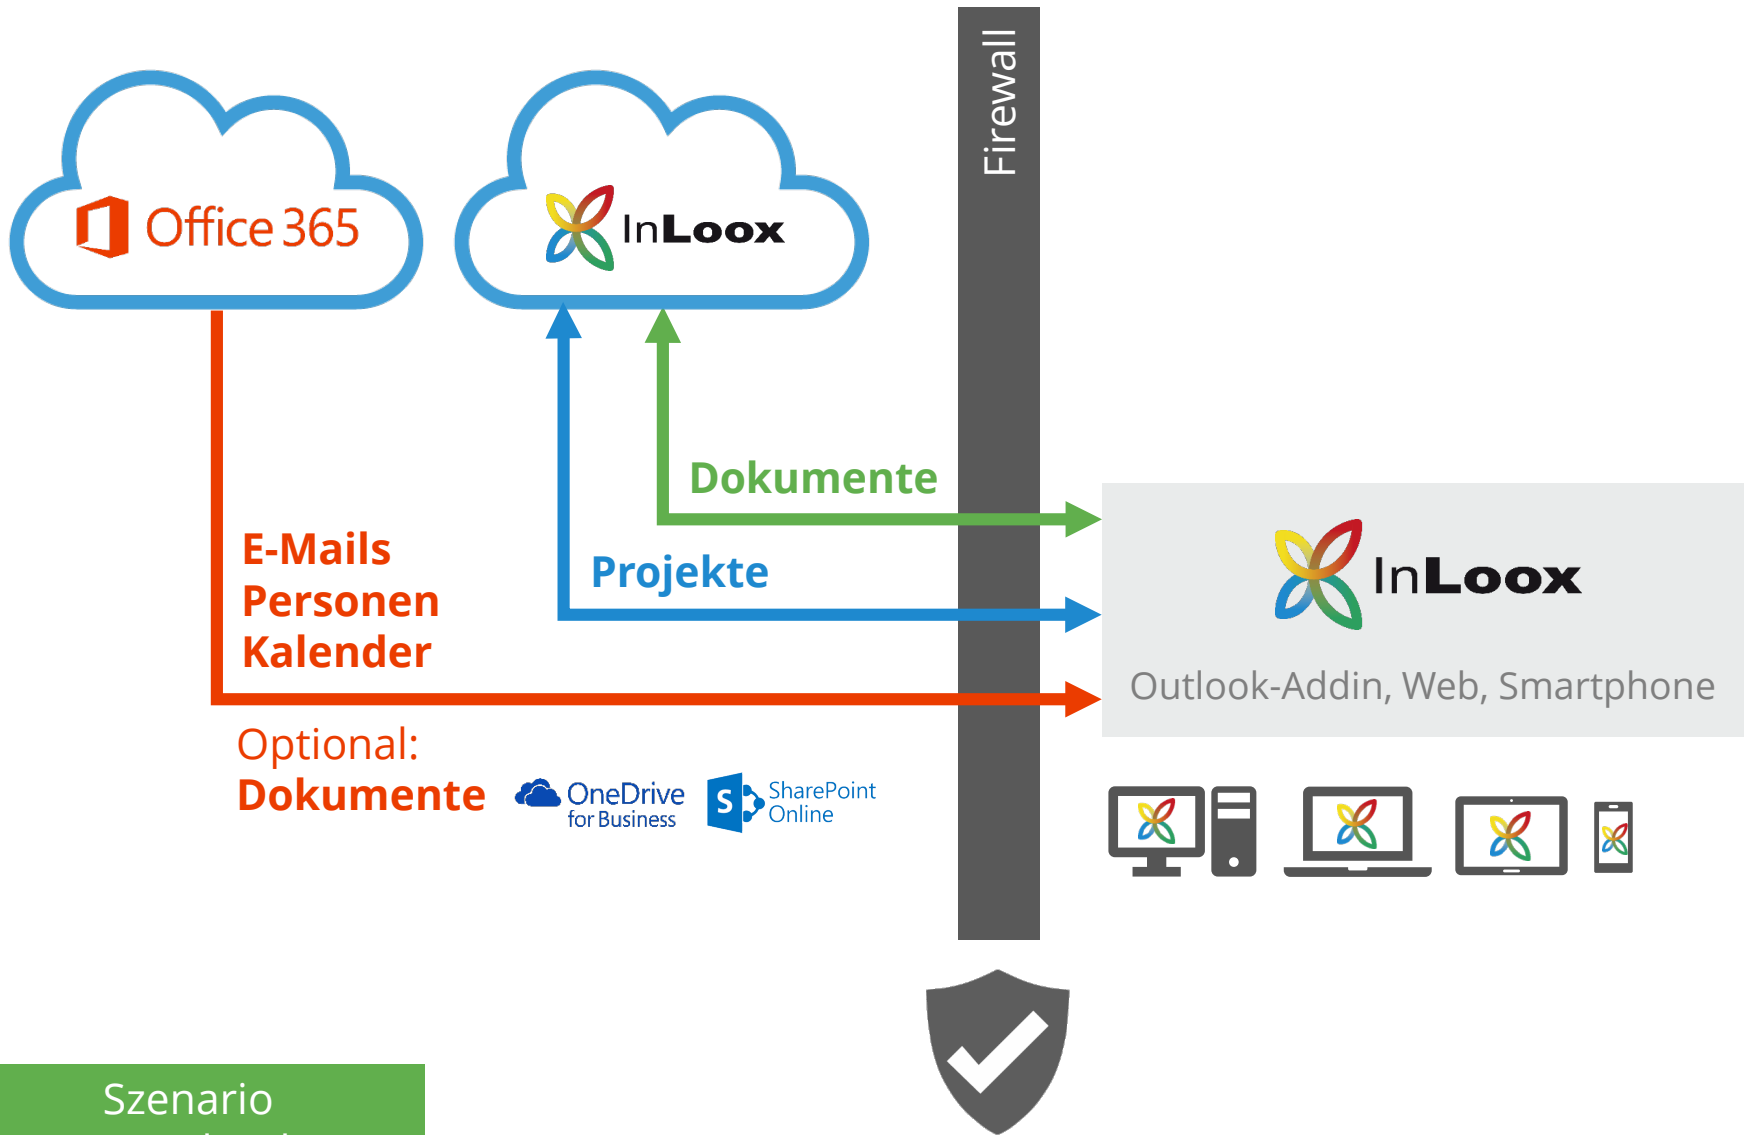 Firewall
Office 365
InLoox
Dokumente
E-Mails
Personen
Kalender
Projekte
InLoox
Outlook-Addin, Web, Smartphone
Optional:
Dokumente
OneDrive
for Business
SharePoint
Online
Szenario